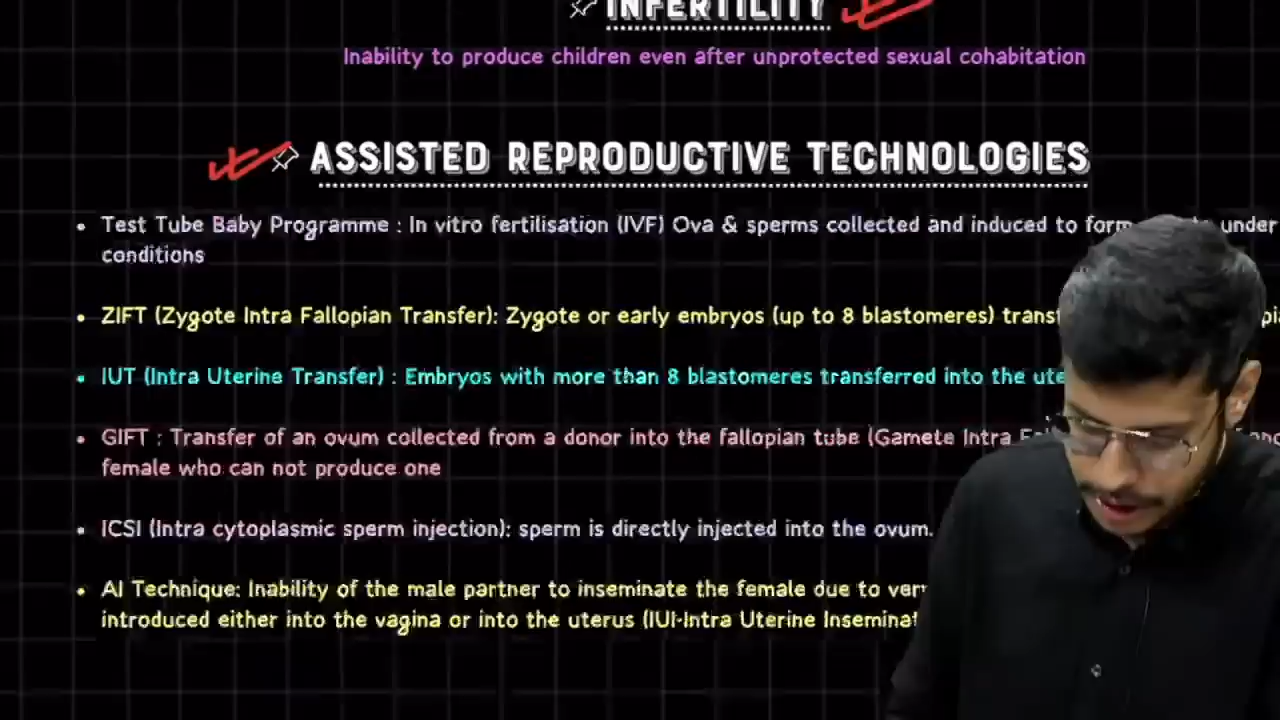 INFERTILITY
Inability to produce children even after unprotected sexual cohabitation
ASSISTED REPRODUCTIVE TECHNOLOGIES
• Test Tube Baby Programme : In vitro fertilisation (IVF) Ova & sperms collected and induced to form under
conditions
• ZIFT (Zygote Intra Fallopian Transfer): Zygote or early embryos (up to 8 blastomeres)
• IUT (Intra Uterine Transfer) : Embryos with more than 8 blastomeres transferred into the
• GIFT : Transfer of an ovum collected from a donor into the fallopian tube (Gamete Intra
female who can not produce one
• ICSI (Intra cytoplasmic sperm injection): sperm is directly injected into the ovum.
• AI Technique: Inability of the male partner to inseminate the female due to
introduced either into the vagina or into the uterus (IUI-Intra Uterine